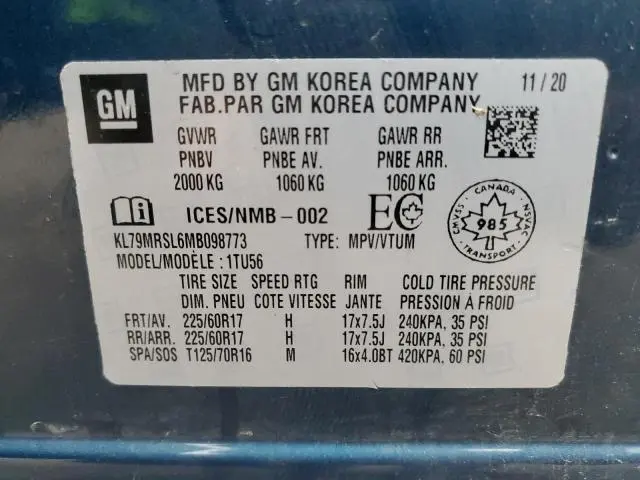 GM
MFD BY GM KOREA COMPANY 11/20
FAB.PAR GM KOREA COMPANY
GVWR GAWR FRT GAWR RR
PNBV PNBE AV. PNBE ARR.
2000 KG 1060 KG 1060 KG
ICES/NMB-002 EC
CANADA
CMVSS 985 NSVAC
TRANSPORT
KL79MRSL6MB098773 TYPE: MPV/VTUM
MODEL/MODÈLE : 1TU56
TIRE SIZE SPEED RTG RIM COLD TIRE PRESSURE
DIM. PNEU COTE VITESSE JANTE PRESSION À FROID
FRT/AV. 225/60R17 H 17x7.5J 240KPA, 35 PSI
RR/ARR. 225/60R17 H 17x7.5J 240KPA, 35 PSI
SPA/SOS T125/70R16 M 16x4.0BT 420KPA, 60 PSI